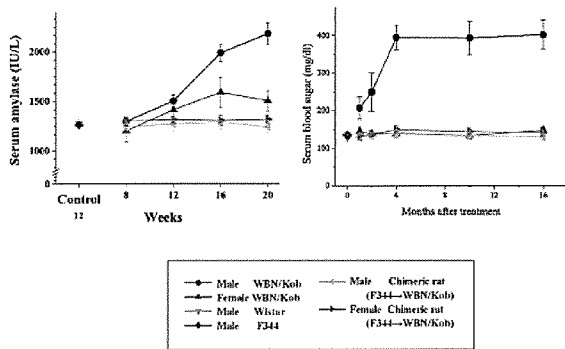 Serum amylase (IU/L)
2000
1500
1000
0
Control
12
8
12
16
20
Weeks
Serum blood sugar (mg/dl)
400
300
200
100
0
0
4
10
16
Months after treatment
Male WBN/Kob
Female WBN/Kob
Male Wistar
Male F344
Male Chimeric rat
(F344→WBN/Kob)
Female Chimeric rat
(F344→WBN/Kob)